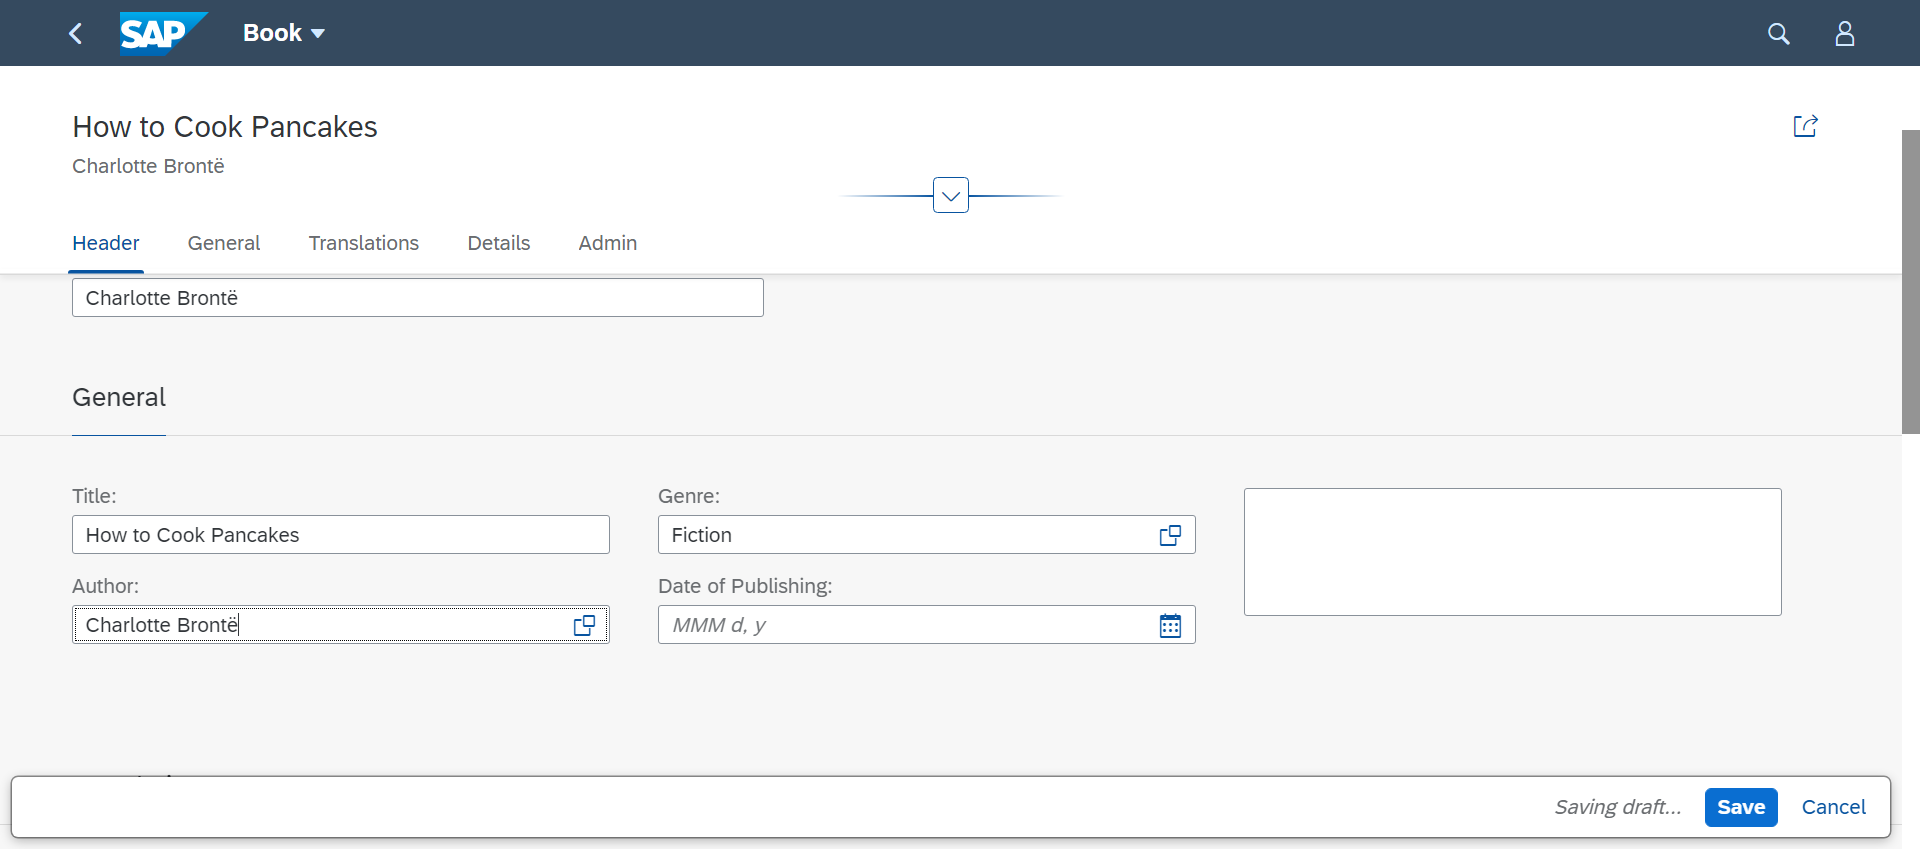 SAP Book
How to Cook Pancakes
Charlotte Brontë
Header General Translations Details Admin
Charlotte Brontë
General
Title:
How to Cook Pancakes
Genre:
Fiction
Author:
Charlotte Brontë
Date of Publishing:
MMM d, y
Saving draft... Save Cancel